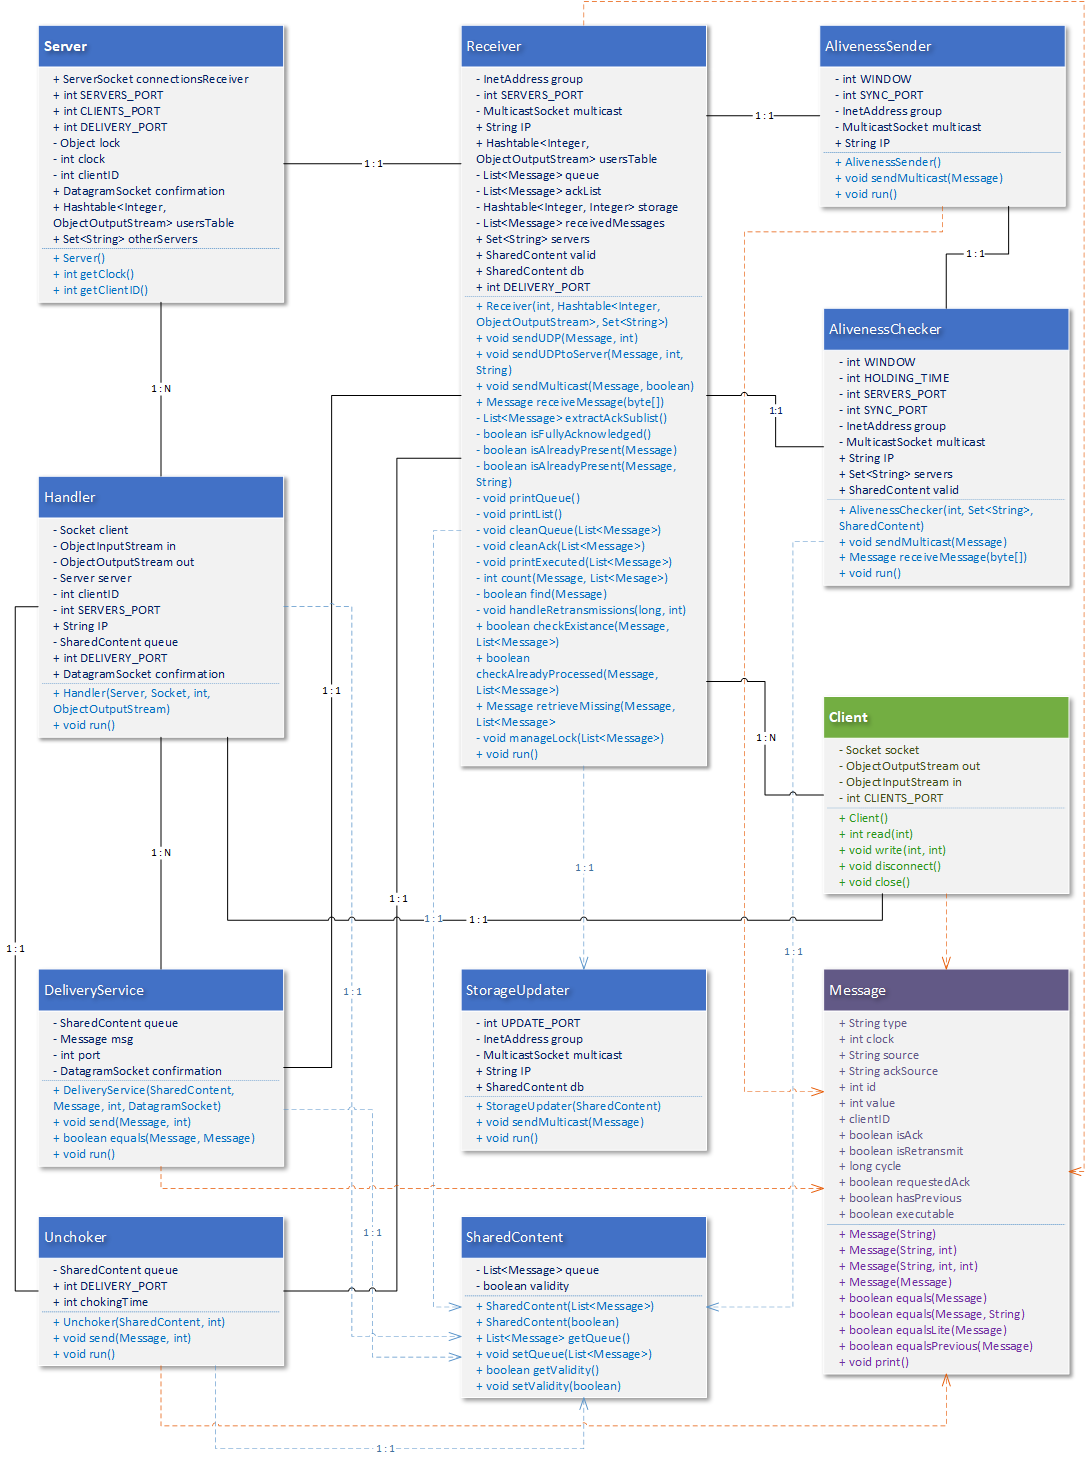 Server
+ ServerSocket connectionsReceiver
+ int SERVERS_PORT
+ int CLIENTS_PORT
+ int DELIVERY_PORT
- Object lock
- int clock
- int clientID
+ DatagramSocket confirmation
+ Hashtable<Integer,
ObjectOutputStream> usersTable
+ Set<String> otherServers
+ Server()
+ int getClock()
+ int getClientID()
1:1
1:N
Receiver
- InetAddress group
- int SERVERS_PORT
- MulticastSocket multicast
+ String IP
+ Hashtable<Integer,
ObjectOutputStream> usersTable
- List<Message> queue
- List<Message> ackList
- Hashtable<Integer, Integer> storage
- List<Message> receivedMessages
+ Set<String> servers
+ SharedContent valid
+ SharedContent db
+ int DELIVERY_PORT
+ Receiver(int, Hashtable<Integer,
ObjectOutputStream>, Set<String>)
+ void sendUDP(Message, int)
+ void sendUDPtoServer(Message, int,
String)
+ void sendMulticast(Message, boolean)
+ Message receiveMessage(byte[])
- List<Message> extractAckSublist()
- boolean isFullyAcknowledged()
- boolean isAlreadyPresent(Message)
- boolean isAlreadyPresent(Message,
String)
- void printQueue()
- void printList()
- void cleanQueue(List<Message>)
- void cleanAck(List<Message>)
- void printExecuted(List<Message>)
- int count(Message, List<Mesage>)
- boolean find(Message)
- void handleRetransmissions(long, int)
+ boolean checkExistance(Message,
List<Message>)
+ boolean
checkAlreadyProcessed(Message,
List<Message>)
+ Message retrieveMissing(Message,
List<Message>
- void manageLock(List<Message>)
+ void run()
1:1
AlivenessSender
- int WINDOW
- int SYNC_PORT
- InetAddress group
- MulticastSocket multicast
+ String IP
+ AlivenessSender()
+ void sendMulticast(Message)
+ void run()
1:1
AlivenessChecker
- int WINDOW
- int HOLDING_TIME
- int SERVERS_PORT
- int SYNC_PORT
- InetAddress group
- MulticastSocket multicast
+ String IP
+ Set<String> servers
+ SharedContent valid
+ AlivenessChecker(int, Set<String>,
SharedContent)
+ void sendMulticast(Message)
+ Message receiveMessage(byte[])
+ void run()
1:1
Handler
- Socket client
- ObjectInputStream in
- ObjectOutputStream out
- Server server
- int clientID
- int SERVERS_PORT
+ String IP
- SharedContent queue
+ int DELIVERY_PORT
+ DatagramSocket confirmation
+ Handler(Server, Socket, int,
ObjectOutputStream)
+ void run()
1:1
1:N
Client
- Socket socket
- ObjectOutputStream out
- ObjectInputStream in
- int CLIENTS_PORT
+ Client()
+ int read(int)
+ void write(int, int)
+ void disconnect()
+ void close()
1:N
1:1
1:1
1:1
1:1
1:1
1:1
1:1
DeliveryService
- SharedContent queue
- Message msg
- int port
- DatagramSocket confirmation
+ DeliveryService(SharedContent,
Message, int, DatagramSocket)
+ void send(Message, int)
+ boolean equals(Message, Message)
+ void run()
1:1
StorageUpdater
- int UPDATE_PORT
- InetAddress group
- MulticastSocket multicast
+ String IP
+ SharedContent db
+ StorageUpdater(SharedContent)
+ void sendMulticast(Message)
+ void run()
Message
+ String type
+ int clock
+ String source
+ String ackSource
+ int id
+ int value
+ clientID
+ boolean isAck
+ boolean isRetransmit
+ long cycle
+ boolean requestedAck
+ boolean hasPrevious
+ boolean executable
+ Message(String)
+ Message(String, int)
+ Message(String, int, int)
+ Message(Message)
+ boolean equals(Message)
+ boolean equals(Message, String)
+ boolean equalsLite(Message)
+ boolean equalsPrevious(Message)
+ void print()
Unchoker
- SharedContent queue
+ int DELIVERY_PORT
+ int chokingTime
+ Unchoker(SharedContent, int)
+ void send(Message, int)
+ void run()
SharedContent
- List<Message> queue
- boolean validity
+ SharedContent(List<Message>)
+ SharedContent(boolean)
+ List<Message> getQueue()
+ void setQueue(List<Message>)
+ boolean getValidity()
+ void setValidity(boolean)
1:1